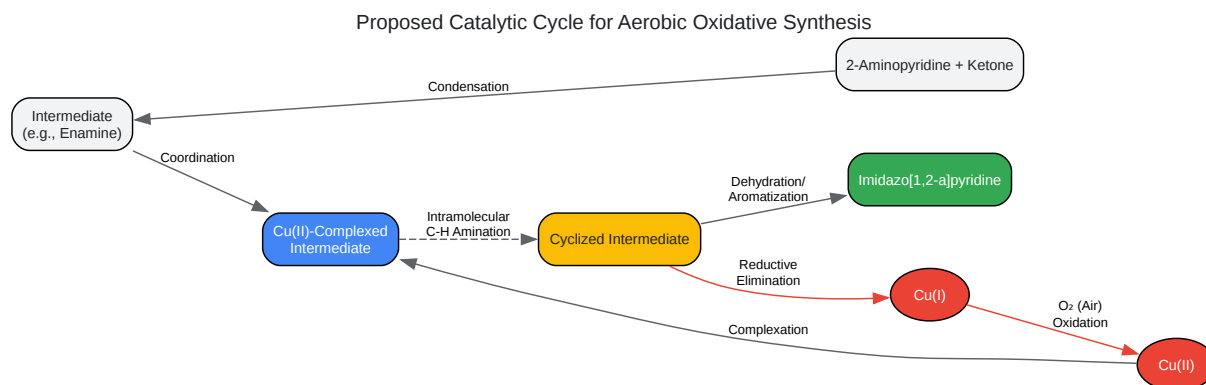 Proposed Catalytic Cycle for Aerobic Oxidative Synthesis
2-Aminopyridine + Ketone
Condensation
Intermediate
(e.g., Enamine)
Coordination
Dehydration/
Aromatization
Imidazo[1,2-a]pyridine
Cu(II)-Complexed
Intermediate
Intramolecular
C-H Amination
Cyclized Intermediate
Reductive
Elimination
Cu(I)
O₂ (Air)
Oxidation
Complexation
Cu(II)